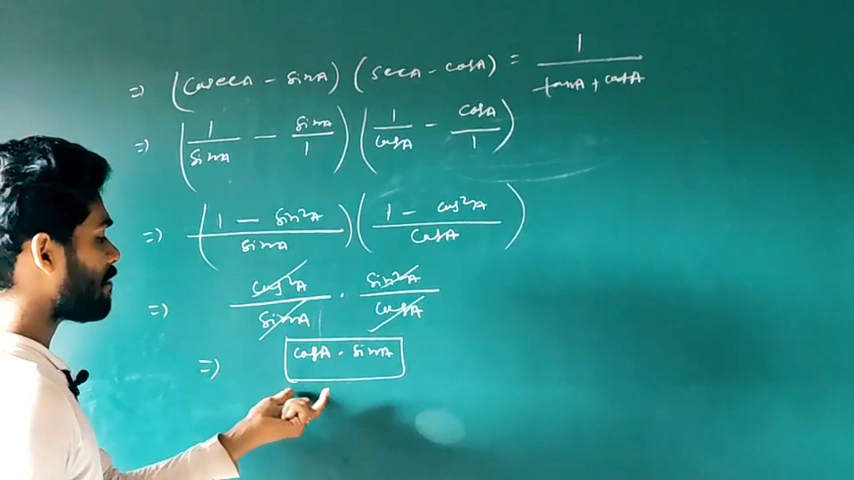 =) (CosecA - sinA) (secA - cosA) = 1/(tanA + cotA)
=) (1/sinA - sinA/1) (1/cosA - cosA/1)
=) ((1 - sin²A)/sinA) ((1 - cos²A)/cosA)
=) cos²A/sinA · sin²A/cosA
=) cosA · sinA